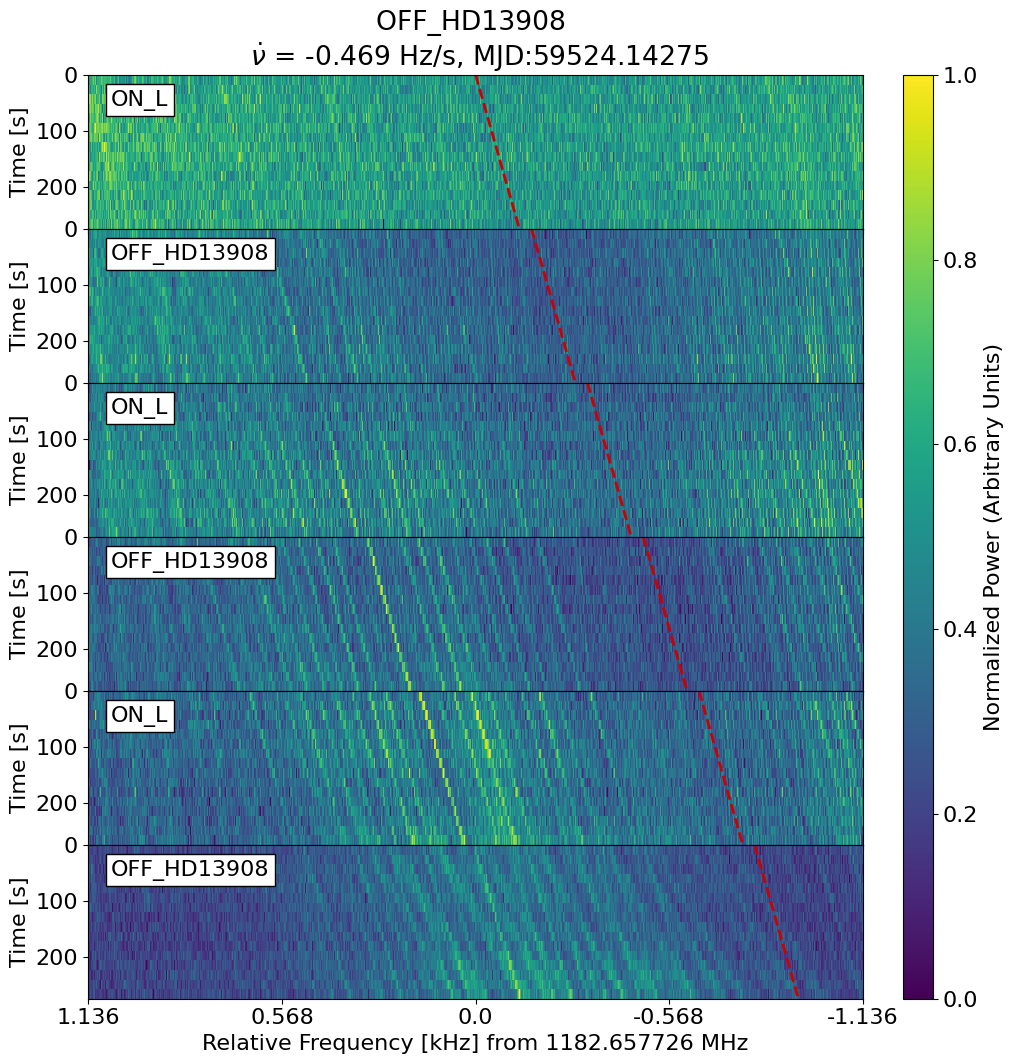 OFF_HD13908
ν̇ = -0.469 Hz/s, MJD:59524.14275
0
100
200
Time [s]
ON_L
0
100
200
Time [s]
OFF_HD13908
0
100
200
Time [s]
ON_L
0
100
200
Time [s]
OFF_HD13908
0
100
200
Time [s]
ON_L
0
100
200
Time [s]
OFF_HD13908
1.136 0.568 0.0 -0.568 -1.136
Relative Frequency [kHz] from 1182.657726 MHz
1.0
0.8
0.6
0.4
0.2
0.0
Normalized Power (Arbitrary Units)